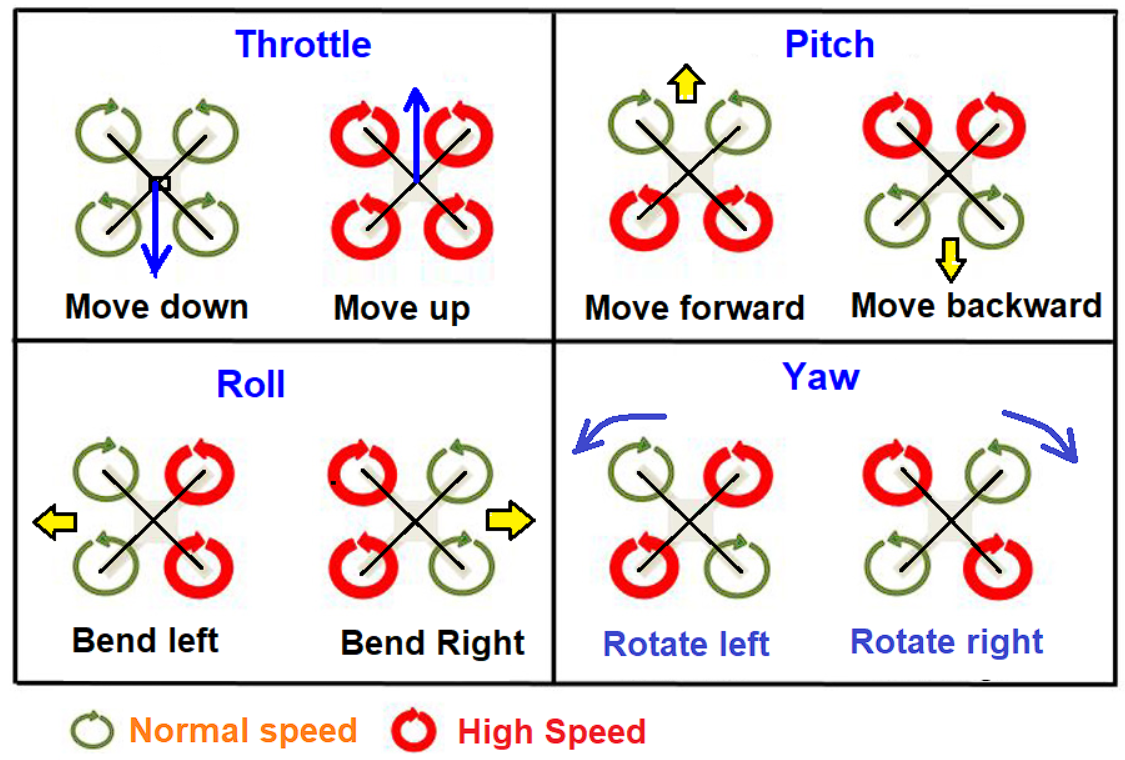 Throttle
Pitch
Move down
Move up
Move forward
Move backward
Roll
Yaw
Bend left
Bend Right
Rotate left
Rotate right
Normal speed
High Speed